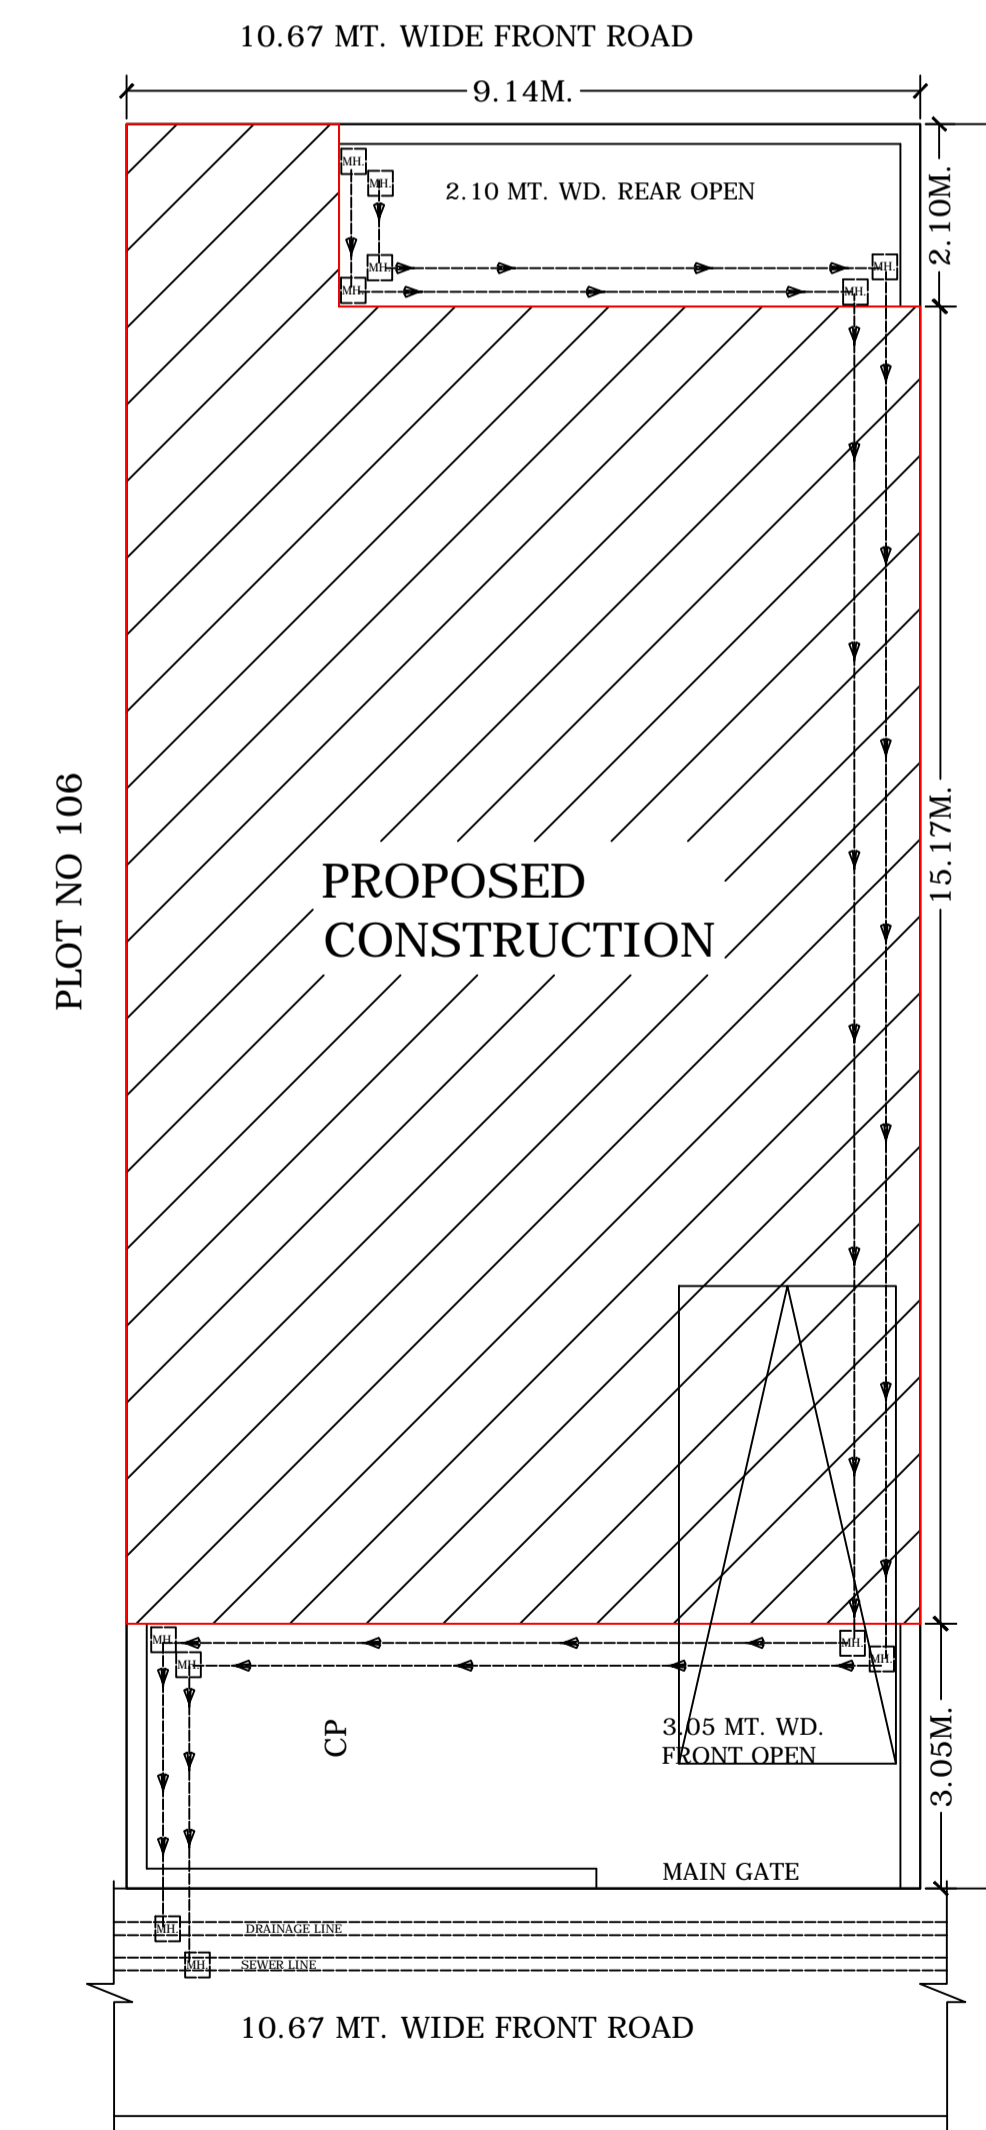 10.67 MT. WIDE FRONT ROAD
9.14M.
MH.
MH.
2.10 MT. WD. REAR OPEN
2.10M.
MH.
MH.
MH.
MH.
PLOT NO 106
15.17M.
PROPOSED
CONSTRUCTION
MH.
MH.
MH.
MH.
CP
3.05 MT. WD.
FRONT OPEN
3.05M.
MAIN GATE
MH.
DRAINAGE LINE
MH.
SEWER LINE
10.67 MT. WIDE FRONT ROAD